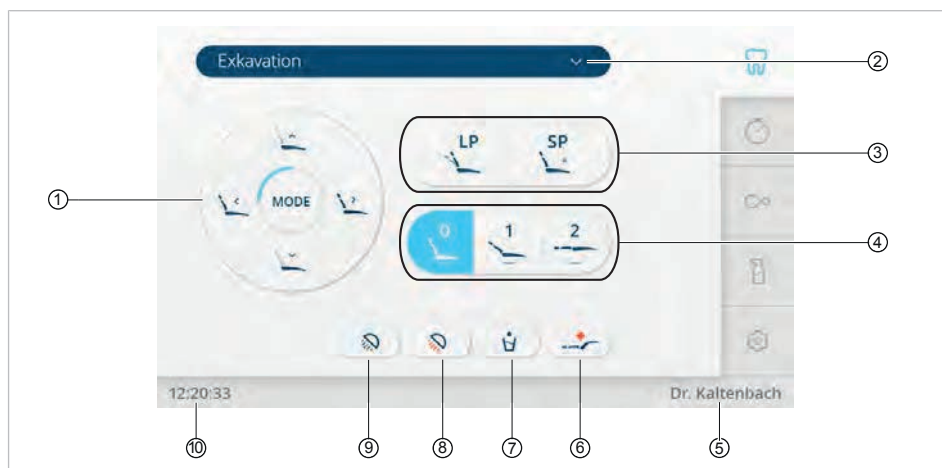 Exkavation
②
LP SP
③
①
MODE
0 1 2
④
12:20:33 Dr. Kaltenbach
⑩ ⑨ ⑧ ⑦ ⑥ ⑤